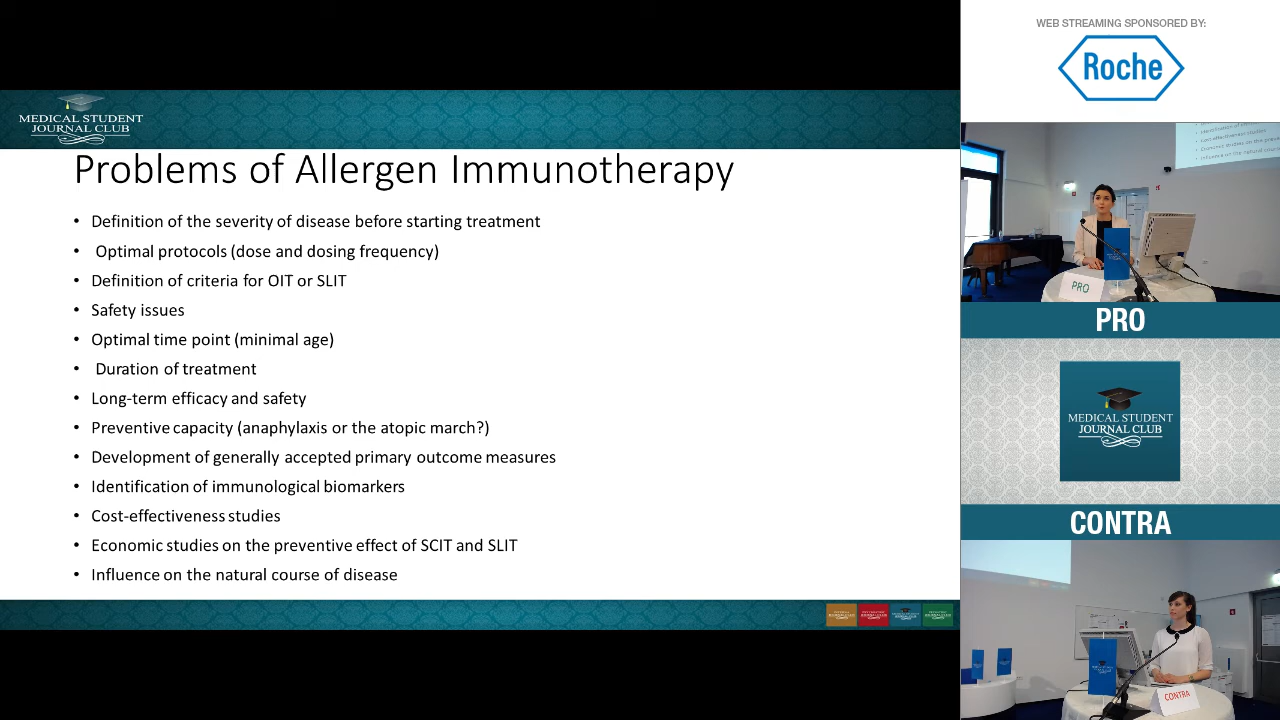 MEDICAL STUDENT
JOURNAL CLUB
Problems of Allergen Immunotherapy
• Definition of the severity of disease before starting treatment
• Optimal protocols (dose and dosing frequency)
• Definition of criteria for OIT or SLIT
• Safety issues
• Optimal time point (minimal age)
• Duration of treatment
• Long-term efficacy and safety
• Preventive capacity (anaphylaxis or the atopic march?)
• Development of generally accepted primary outcome measures
• Identification of immunological biomarkers
• Cost-effectiveness studies
• Economic studies on the preventive effect of SCIT and SLIT
• Influence on the natural course of disease
WEB STREAMING SPONSORED BY:
Roche
PRO
PRO
MEDICAL STUDENT
JOURNAL CLUB
CONTRA
CONTRA